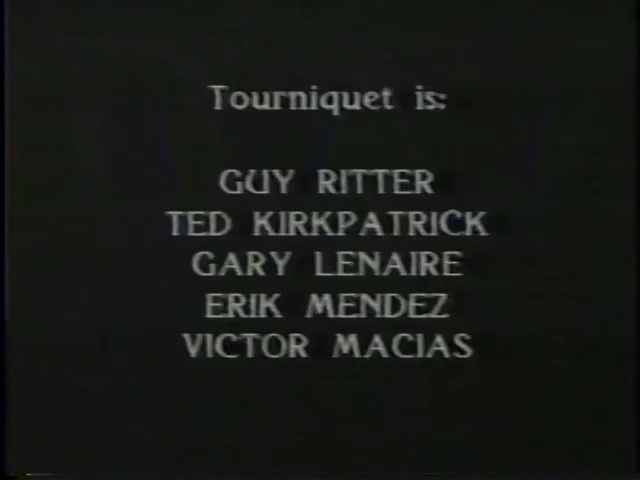 Tourniquet is:
GUY RITTER
TED KIRKPATRICK
GARY LENAIRE
ERIK MENDEZ
VICTOR MACIAS